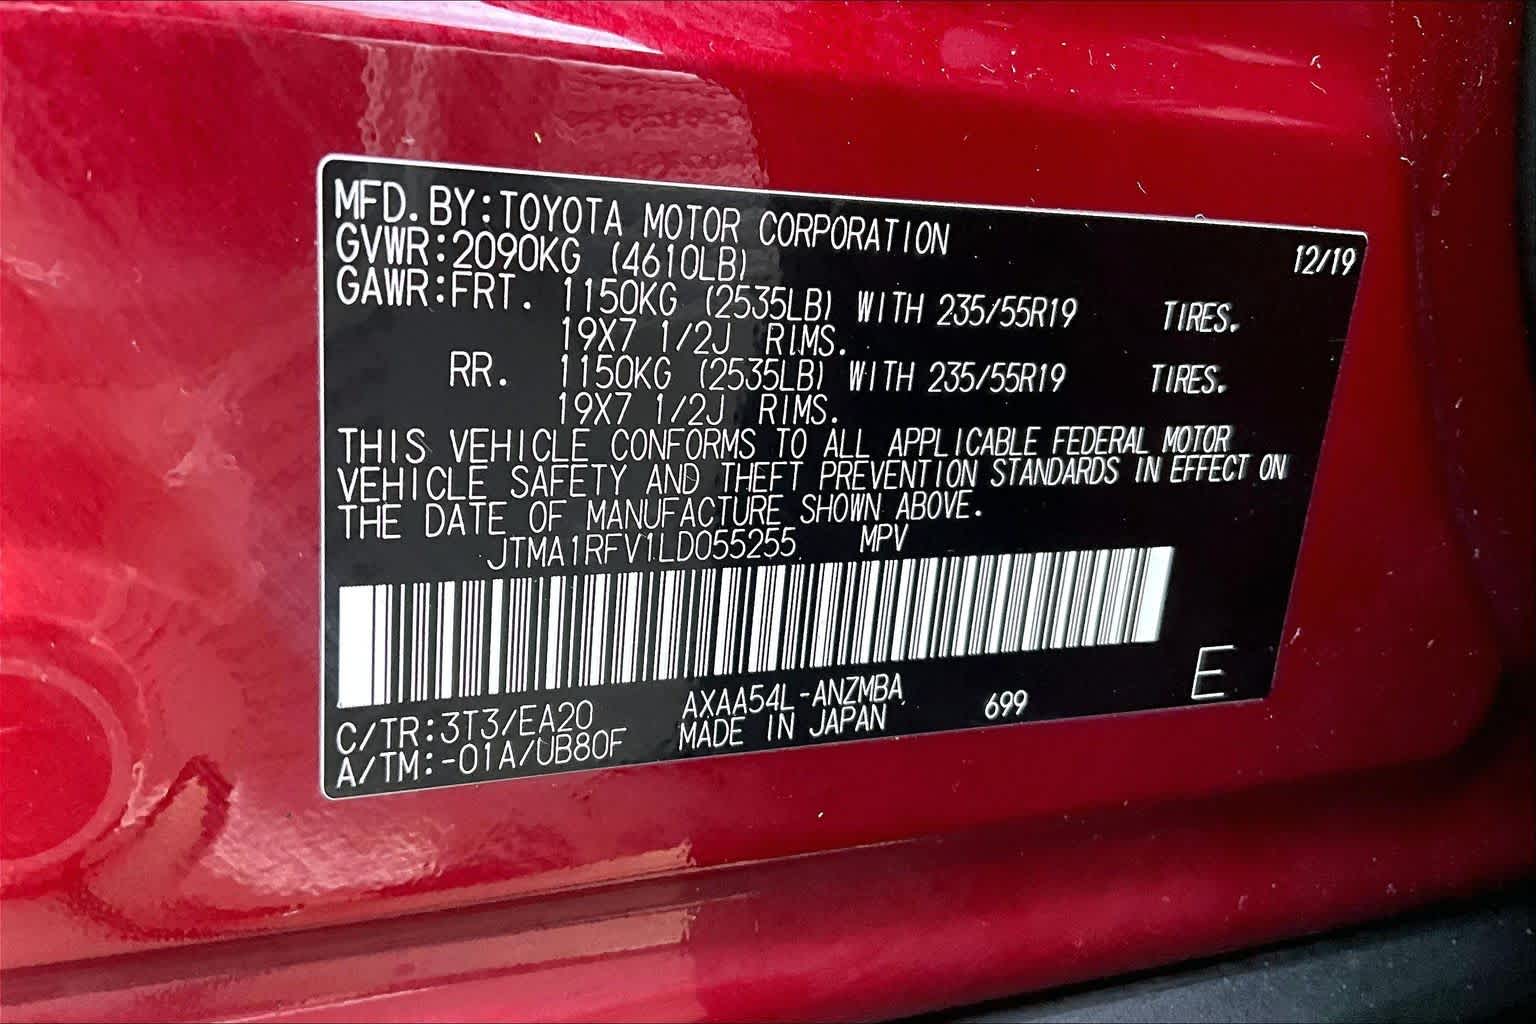 MFD. BY:TOYOTA MOTOR CORPORATION 12/19
GVWR:2090KG (4610LB)
GAWR:FRT. 1150KG (2535LB) WITH 235/55R19 TIRES.
19X7 1/2J RIMS.
RR. 1150KG (2535LB) WITH 235/55R19 TIRES.
19X7 1/2J RIMS.
THIS VEHICLE CONFORMS TO ALL APPLICABLE FEDERAL MOTOR
VEHICLE SAFETY AND THEFT PREVENTION STANDARDS IN EFFECT ON
THE DATE OF MANUFACTURE SHOWN ABOVE.
JTMA1RFV1LD055255 MPV
E
C/TR:3T3/EA20 AXAA54L-ANZMBA 699
A/TM:-01A/UB80F MADE IN JAPAN